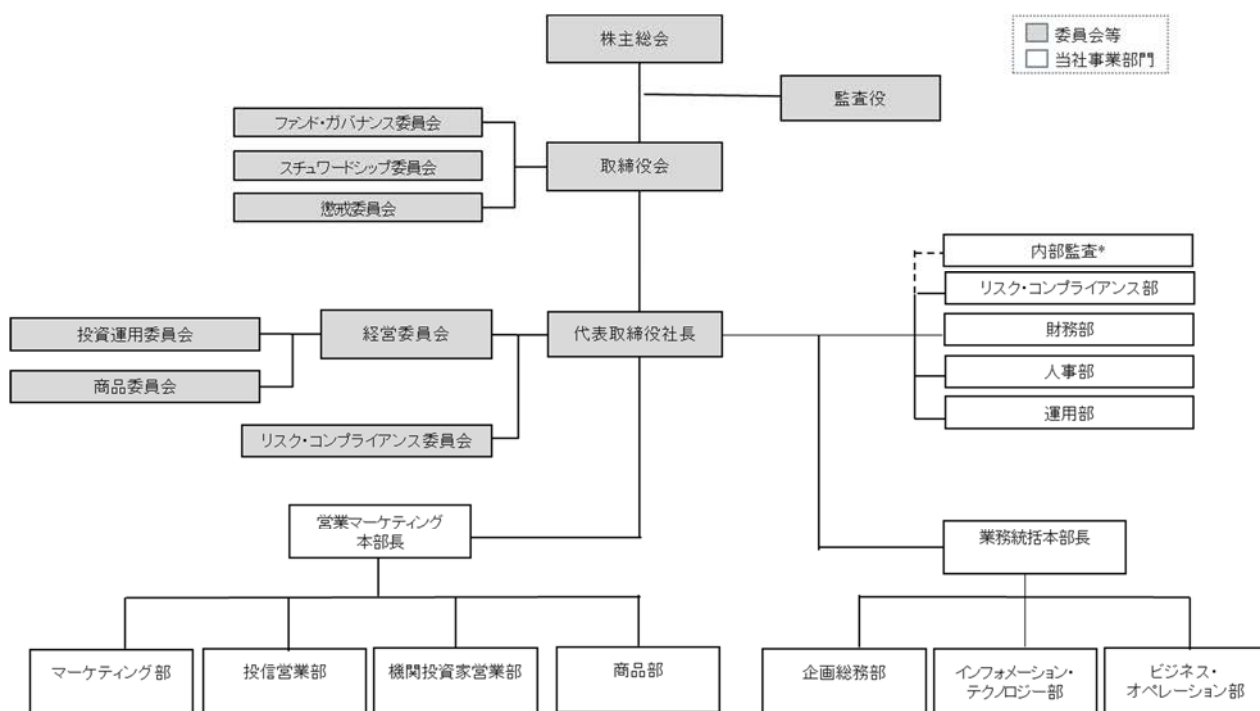 株主総会
委員会等
当社事業部門
監査役
ファンド・ガバナンス委員会
スチュワードシップ委員会
懲戒委員会
取締役会
内部監査*
リスク・コンプライアンス部
財務部
人事部
運用部
投資運用委員会
経営委員会
代表取締役社長
商品委員会
リスク・コンプライアンス委員会
営業マーケティング
本部長
業務統括本部長
マーケティング部
投信営業部
機関投資家営業部
商品部
企画総務部
インフォメーション・
テクノロジー部
ビジネス・
オペレーション部